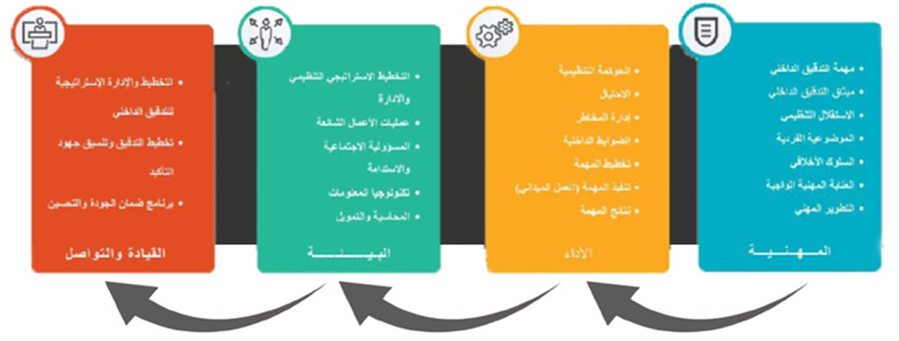 مهمة التدقيق الداخلي
ميثاق التدقيق الداخلي
الاستقلال التنظيمي
الموضوعية الفردية
السلوك الأخلاقي
العناية المهنية الواجبة
التطوير المهني
المهنية
الحوكمة التنظيمية
الاحتيال
إدارة المخاطر
الضوابط الداخلية
تخطيط المهمة
تنفيذ المهمة (العمل الميداني)
نتائج المهمة
الأداء
التخطيط الاستراتيجي التنظيمي
والإدارة
عمليات الأعمال الشائعة
المسؤولية الاجتماعية
والاستدامة
تكنولوجيا المعلومات
المحاسبة والتمويل
البيئة
التخطيط والإدارة الإستراتيجية
للتدقيق الداخلي
تخطيط التدقيق وتنسيق جهود
التأكيد
برنامج ضمان الجودة والتحسين
القيادة والتواصل